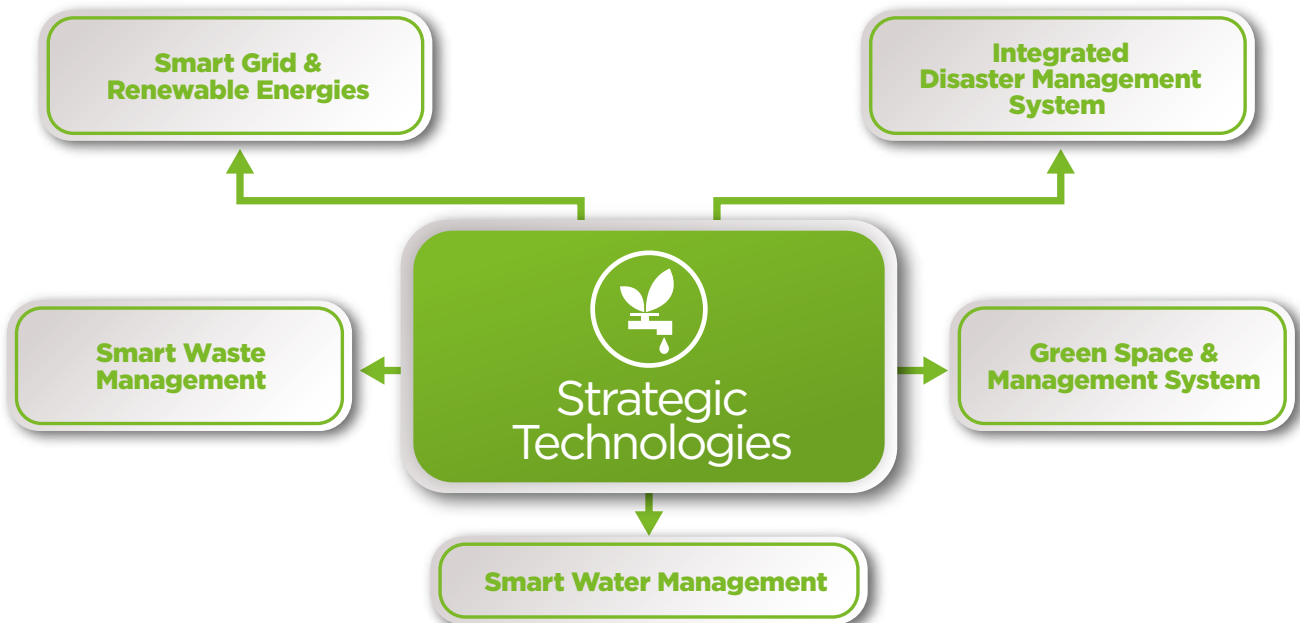 Smart Grid &
Renewable Energies
Integrated
Disaster Management
System
Strategic
Technologies
Smart Waste
Management
Green Space &
Management System
Smart Water Management